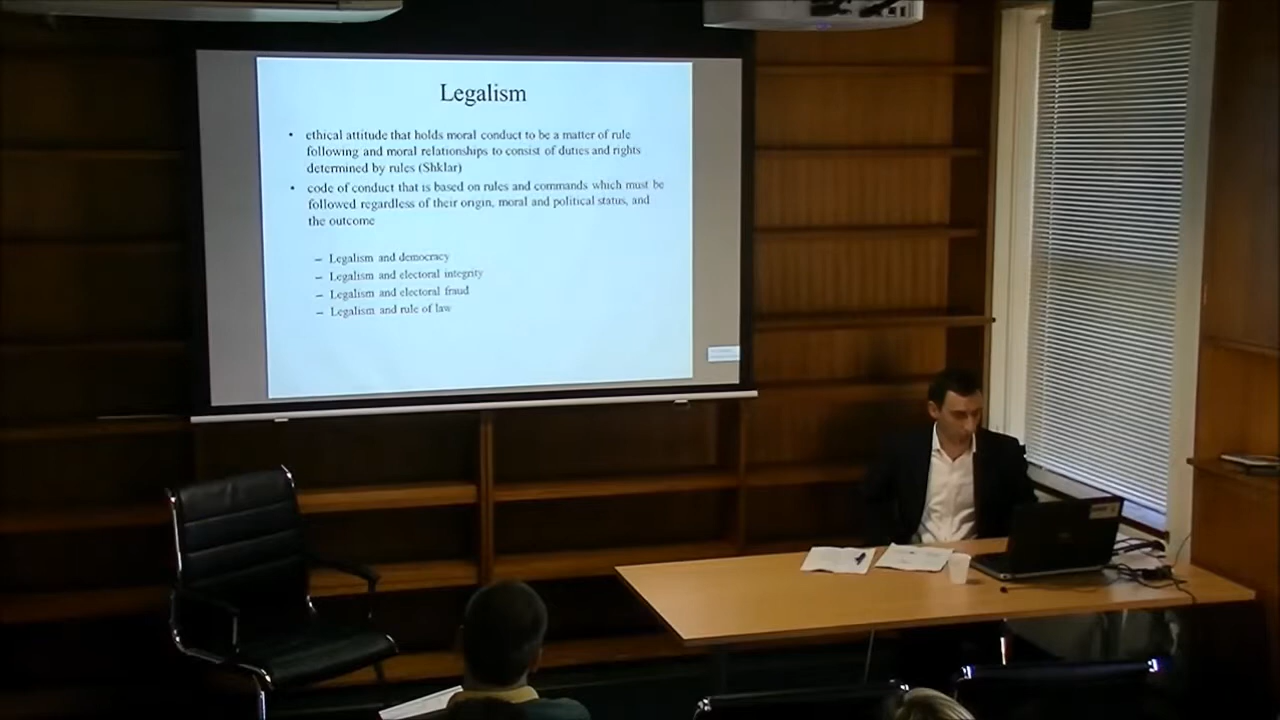 Legalism
• ethical attitude that holds moral conduct to be a matter of rule
following and moral relationships to consist of duties and rights
determined by rules (Shklar)
• code of conduct that is based on rules and commands which must be
followed regardless of their origin, moral and political status, and
the outcome
– Legalism and democracy
– Legalism and electoral integrity
– Legalism and electoral fraud
– Legalism and rule of law